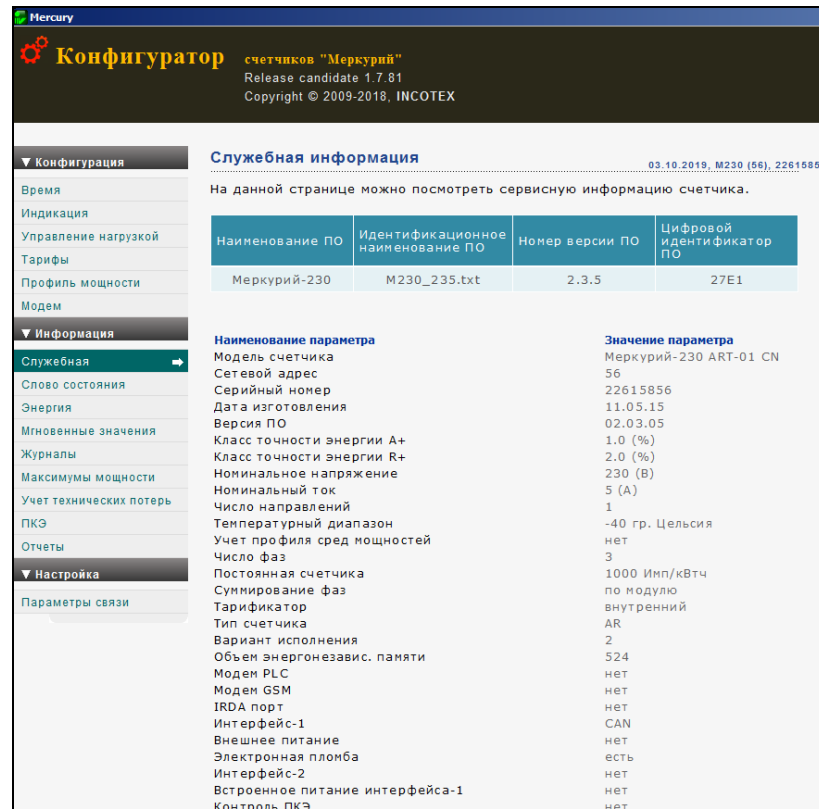 Mercury
Конфигуратор счетчиков "Меркурий"
Release candidate 1.7.81
Copyright © 2009-2018, INCOTEX
▼ Конфигурация
Время
Индикация
Управление нагрузкой
Тарифы
Профиль мощности
Модем
▼ Информация
Служебная
Слово состояния
Энергия
Мгновенные значения
Журналы
Максимумы мощности
Учет технических потерь
ПКЭ
Отчеты
▼ Настройка
Параметры связи
Служебная информация
03.10.2019, M230 (56), 2261585
На данной странице можно посмотреть сервисную информацию счетчика.
Наименование ПО Идентификационное наименование ПО Номер версии ПО Цифровой идентификатор ПО
Меркурий-230 M230_235.txt 2.3.5 27E1
Наименование параметра Значение параметра
Модель счетчика Меркурий-230 ART-01 CN
Сетевой адрес 56
Серийный номер 22615856
Дата изготовления 11.05.15
Версия ПО 02.03.05
Класс точности энергии A+ 1.0 (%)
Класс точности энергии R+ 2.0 (%)
Номинальное напряжение 230 (В)
Номинальный ток 5 (А)
Число направлений 1
Температурный диапазон -40 гр. Цельсия
Учет профиля сред мощностей нет
Число фаз 3
Постоянная счетчика 1000 Имп/кВтч
Суммирование фаз по модулю
Тарификатор внутренний
Тип счетчика AR
Вариант исполнения 2
Объем энергонезавис. памяти 524
Модем PLC нет
Модем GSM нет
IRDA порт нет
Интерфейс-1 CAN
Внешнее питание нет
Электронная пломба есть
Интерфейс-2 нет
Встроенное питание интерфейса-1 нет
Контроль ПКЭ нет